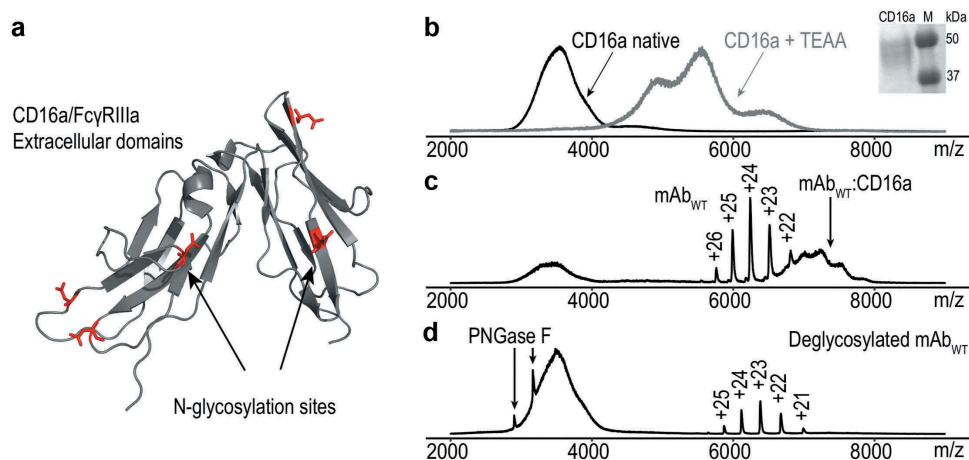 a
CD16a/FcγRIIIa
Extracellular domains
N-glycosylation sites
b
CD16a native
CD16a + TEAA
CD16a M kDa
50
37
2000 4000 6000 8000 m/z
c
mAbWT
+26 +25 +24 +23 +22
mAbWT:CD16a
2000 4000 6000 8000 m/z
d
PNGase F
Deglycosylated mAbWT
+25 +24 +23 +22 +21
2000 4000 6000 8000 m/z